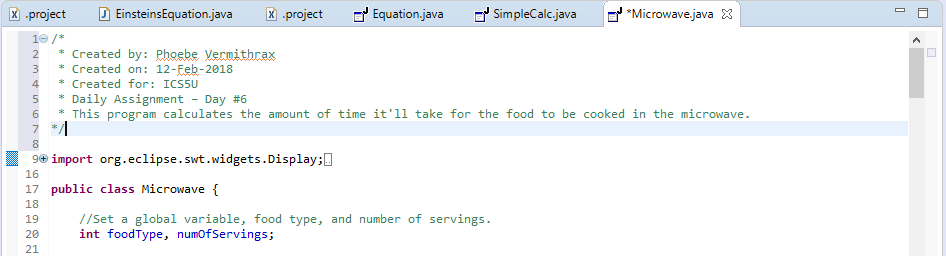 .project EinsteinsEquation.java .project Equation.java SimpleCalc.java *Microwave.java
1 /*
2 * Created by: Phoebe Vermithrax
3 * Created on: 12-Feb-2018
4 * Created for: ICS5U
5 * Daily Assignment – Day #6
6 * This program calculates the amount of time it'll take for the food to be cooked in the microwave.
7 */
8
9 import org.eclipse.swt.widgets.Display;
16
17 public class Microwave {
18
19 //Set a global variable, food type, and number of servings.
20 int foodType, numOfServings;
21